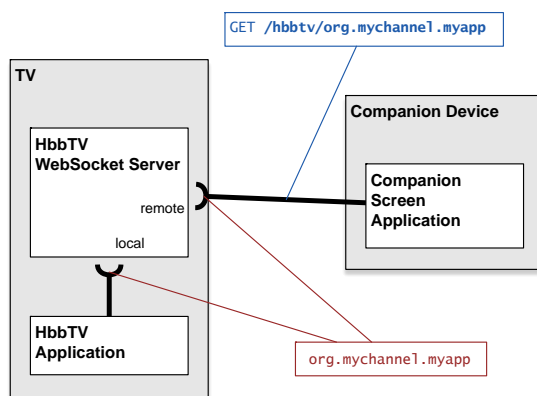 GET /hbbtv/org.mychannel.myapp
TV
Companion Device
HbbTV
WebSocket Server
Companion
Screen
Application
remote
local
HbbTV
Application
org.mychannel.myapp